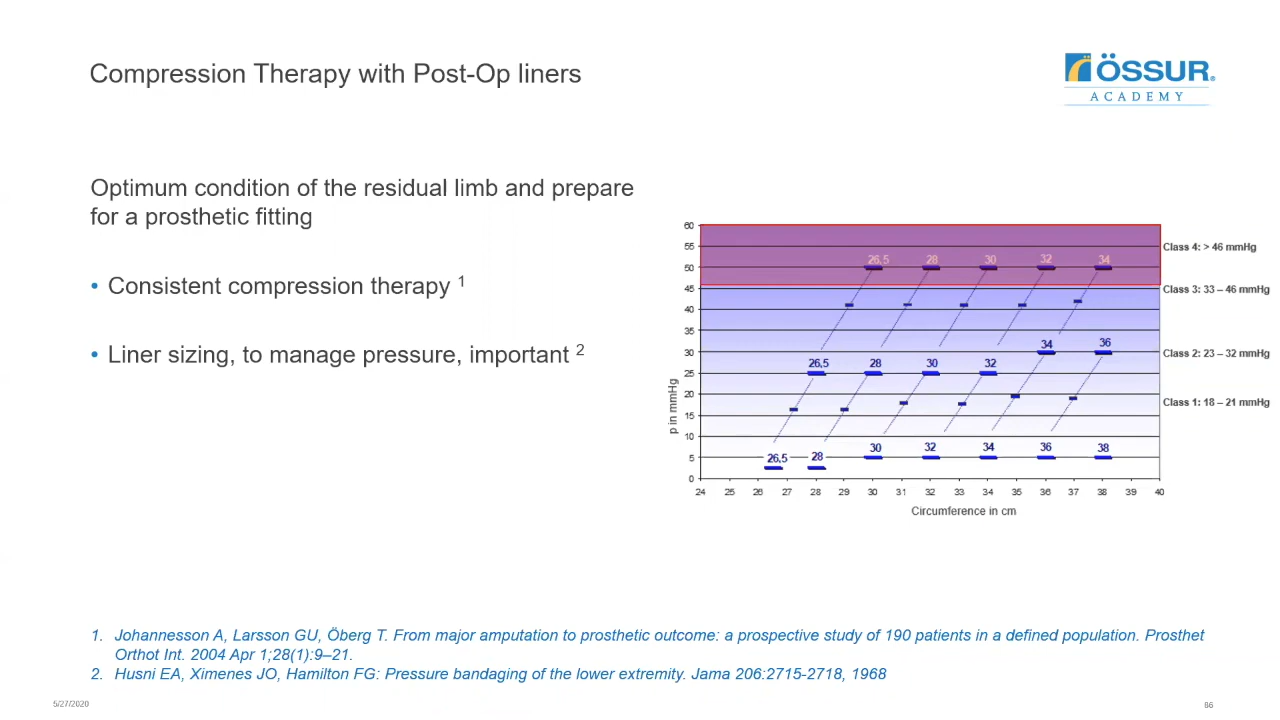 Compression Therapy with Post-Op liners
ÖSSUR®
ACADEMY
Optimum condition of the residual limb and prepare
for a prosthetic fitting
• Consistent compression therapy 1
• Liner sizing, to manage pressure, important 2
p in mmHg
60
55
50
45
40
35
30
25
20
15
10
5
0
26,5 28 30 32 34
26,5 28 30 32 34 36
26,5 28 30 32 34 36 38
Class 4: > 46 mmHg
Class 3: 33 – 46 mmHg
Class 2: 23 – 32 mmHg
Class 1: 18 – 21 mmHg
24 25 26 27 28 29 30 31 32 33 34 35 36 37 38 39 40
Circumference in cm
1. Johannesson A, Larsson GU, Öberg T. From major amputation to prosthetic outcome: a prospective study of 190 patients in a defined population. Prosthet
Orthot Int. 2004 Apr 1;28(1):9–21.
2. Husni EA, Ximenes JO, Hamilton FG: Pressure bandaging of the lower extremity. Jama 206:2715-2718, 1968
5/27/2020
86